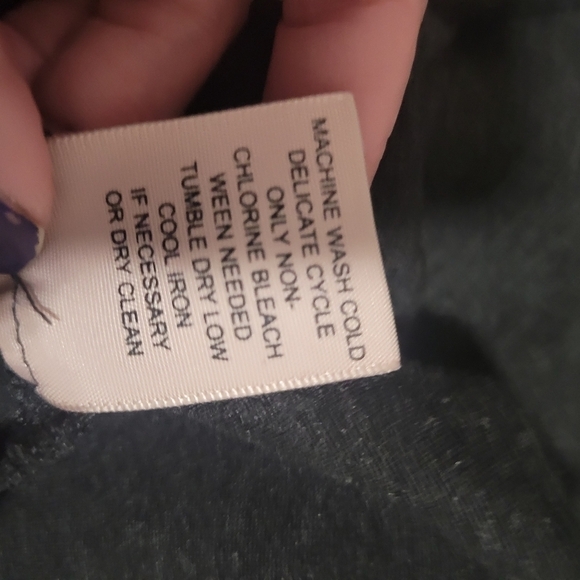 MACHINE WASH COLD
DELICATE CYCLE
ONLY NON-
CHLORINE BLEACH
WEEN NEEDED
TUMBLE DRY LOW
COOL IRON
IF NECESSARY
OR DRY CLEAN